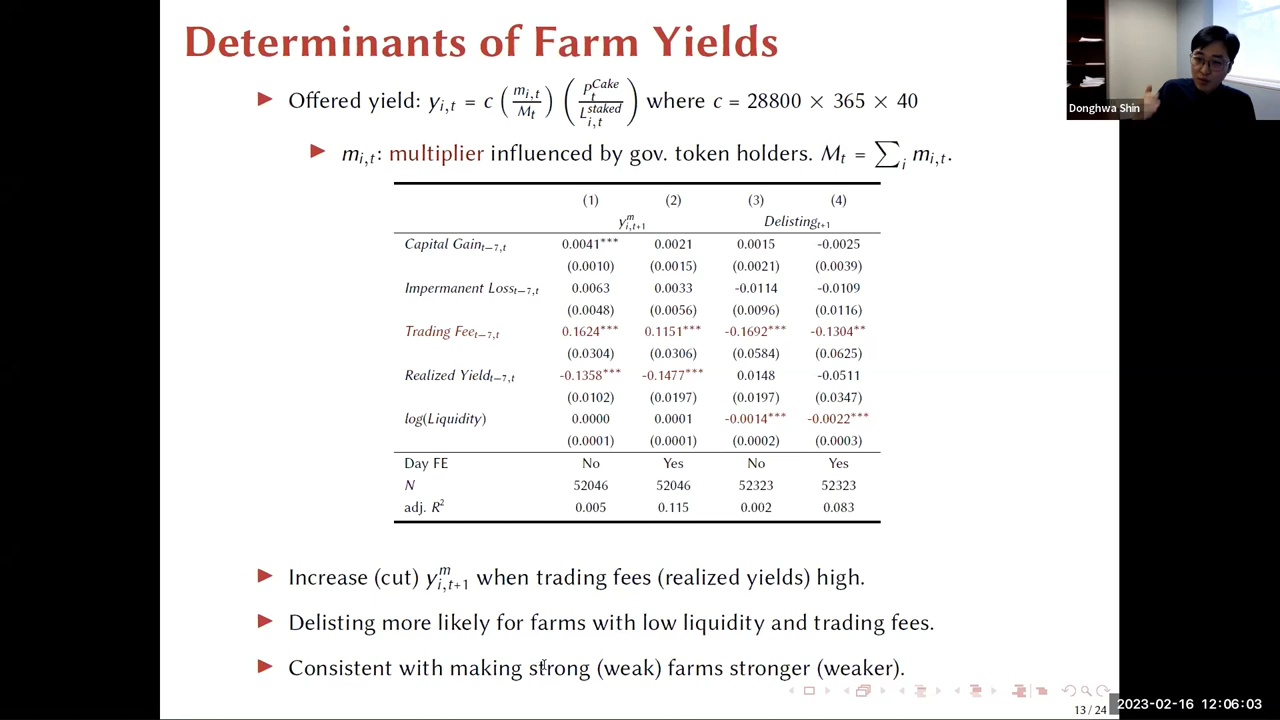 Determinants of Farm Yields
Donghwa Shin
▶ Offered yield: y_{i,t} = c (m_{i,t}/M_t) (P_t^{Cake}/L_{i,t}^{staked}) where c = 28800 × 365 × 40
▶ m_{i,t}: multiplier influenced by gov. token holders. M_t = ∑_i m_{i,t}.
(1) (2) (3) (4)
y^m_{i,t+1} Delisting_{t+1}
Capital Gain_{t−7,t} 0.0041*** 0.0021 0.0015 -0.0025
(0.0010) (0.0015) (0.0021) (0.0039)
Impermanent Loss_{t−7,t} 0.0063 0.0033 -0.0114 -0.0109
(0.0048) (0.0056) (0.0096) (0.0116)
Trading Fee_{t−7,t} 0.1624*** 0.1151*** -0.1692*** -0.1304**
(0.0304) (0.0306) (0.0584) (0.0625)
Realized Yield_{t−7,t} -0.1358*** -0.1477*** 0.0148 -0.0511
(0.0102) (0.0197) (0.0197) (0.0347)
log(Liquidity) 0.0000 0.0001 -0.0014*** -0.0022***
(0.0001) (0.0001) (0.0002) (0.0003)
Day FE No Yes No Yes
N 52046 52046 52323 52323
adj. R² 0.005 0.115 0.002 0.083
▶ Increase (cut) y^m_{i,t+1} when trading fees (realized yields) high.
▶ Delisting more likely for farms with low liquidity and trading fees.
▶ Consistent with making strong (weak) farms stronger (weaker).
13 / 24
2023-02-16 12:06:03